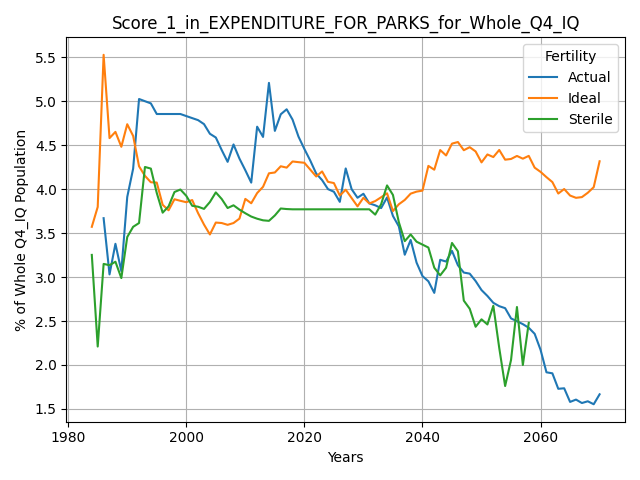 Score_1_in_EXPENDITURE_FOR_PARKS_for_Whole_Q4_IQ
Fertility
Actual
Ideal
Sterile
% of Whole Q4_IQ Population
5.5
5.0
4.5
4.0
3.5
3.0
2.5
2.0
1.5
1980
2000
2020
2040
2060
Years